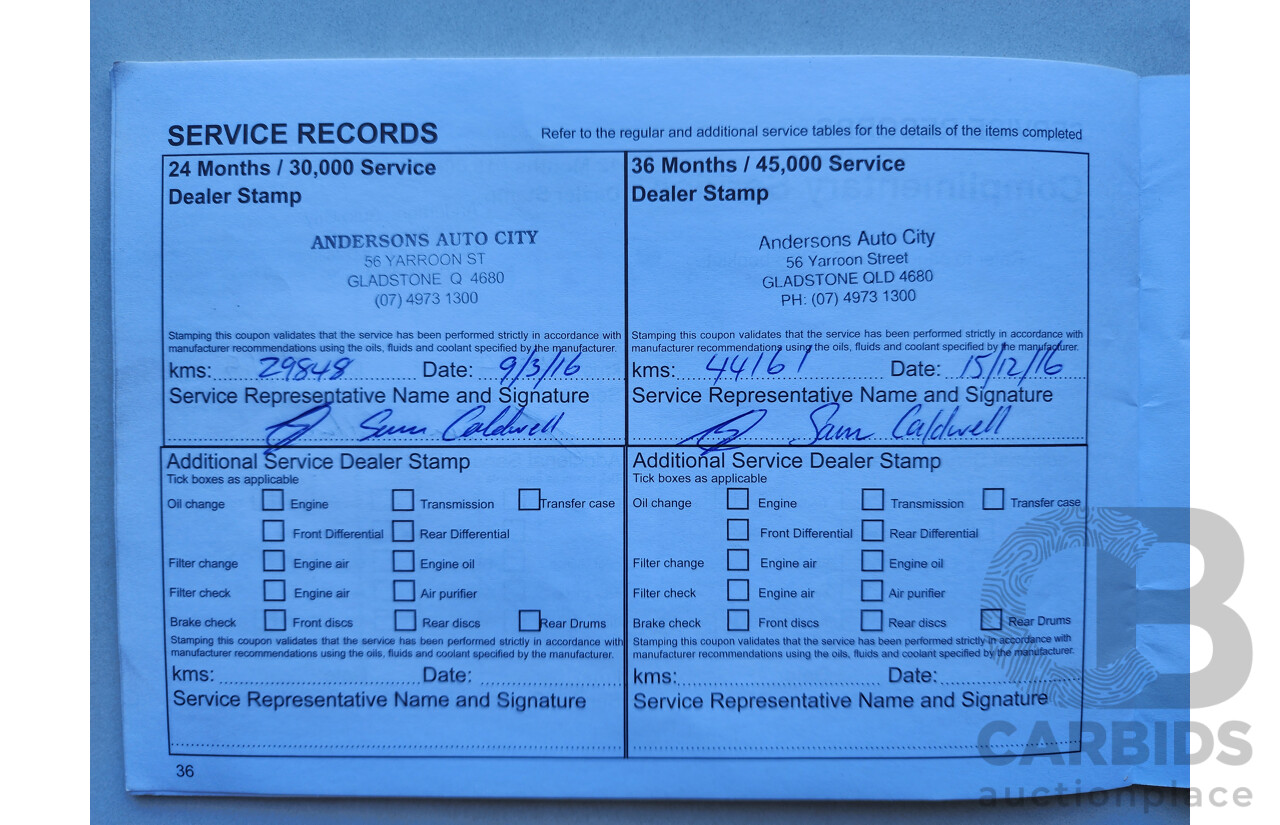 SERVICE RECORDS
Refer to the regular and additional service tables for the details of the items completed
24 Months / 30,000 Service
Dealer Stamp
ANDERSONS AUTO CITY
56 YARROON ST
GLADSTONE Q 4680
(07) 4973 1300
Stamping this coupon validates that the service has been performed strictly in accordance with
manufacturer recommendations using the oils, fluids and coolant specified by the manufacturer.
kms: 29848 Date: 9/3/16
Service Representative Name and Signature
Sam Caldwell
Additional Service Dealer Stamp
Tick boxes as applicable
Oil change Engine Transmission Transfer case
Front Differential Rear Differential
Filter change Engine air Engine oil
Filter check Engine air Air purifier
Brake check Front discs Rear discs Rear Drums
Stamping this coupon validates that the service has been performed strictly in accordance with
manufacturer recommendations using the oils, fluids and coolant specified by the manufacturer.
kms: Date:
Service Representative Name and Signature
36 Months / 45,000 Service
Dealer Stamp
Andersons Auto City
56 Yarroon Street
GLADSTONE QLD 4680
PH: (07) 4973 1300
Stamping this coupon validates that the service has been performed strictly in accordance with
manufacturer recommendations using the oils, fluids and coolant specified by the manufacturer.
kms: 44161 Date: 15/12/16
Service Representative Name and Signature
Sam Caldwell
Additional Service Dealer Stamp
Tick boxes as applicable
Oil change Engine Transmission Transfer case
Front Differential Rear Differential
Filter change Engine air Engine oil
Filter check Engine air Air purifier
Brake check Front discs Rear discs Rear Drums
Stamping this coupon validates that the service has been performed strictly in accordance with
manufacturer recommendations using the oils, fluids and coolant specified by the manufacturer.
kms: Date:
Service Representative Name and Signature
36
CB
CARBIDS
auctionplace